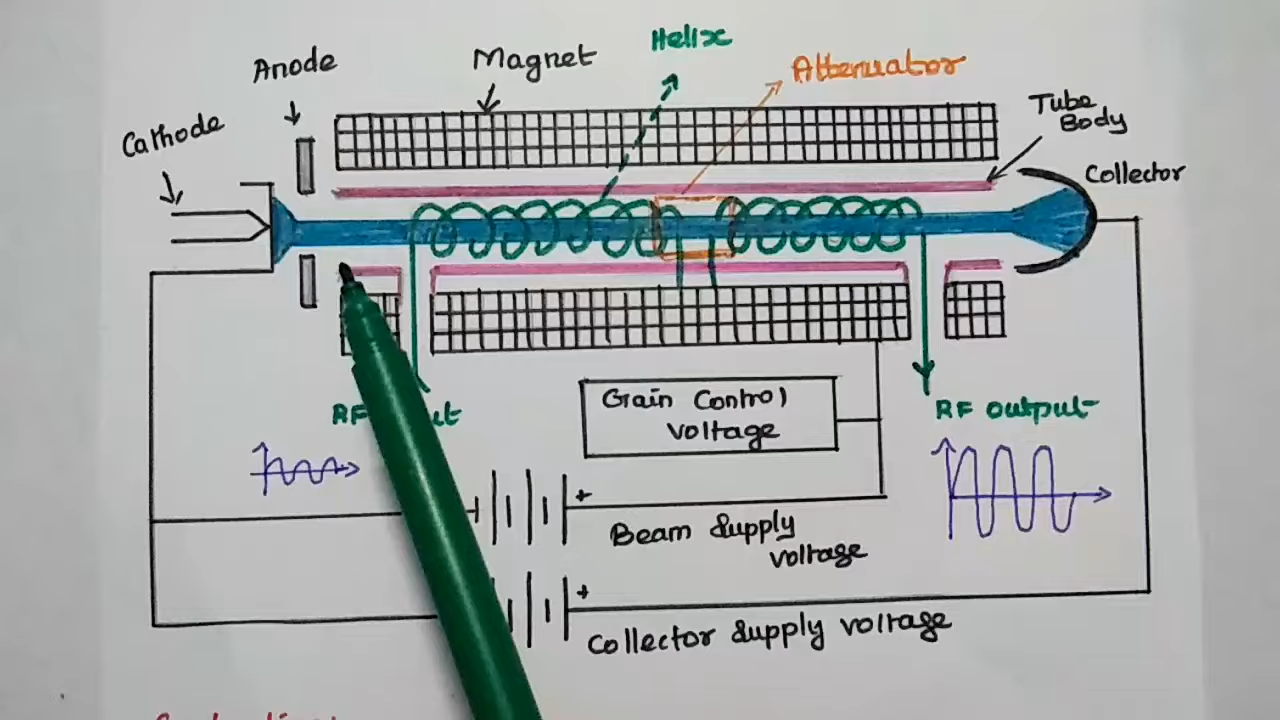 Helix
Anode
Magnet
Attenuator
Cathode
Tube
Body
Collector
RF
Gain Control
voltage
RF output
+
Beam Supply
voltage
+
Collector Supply voltage